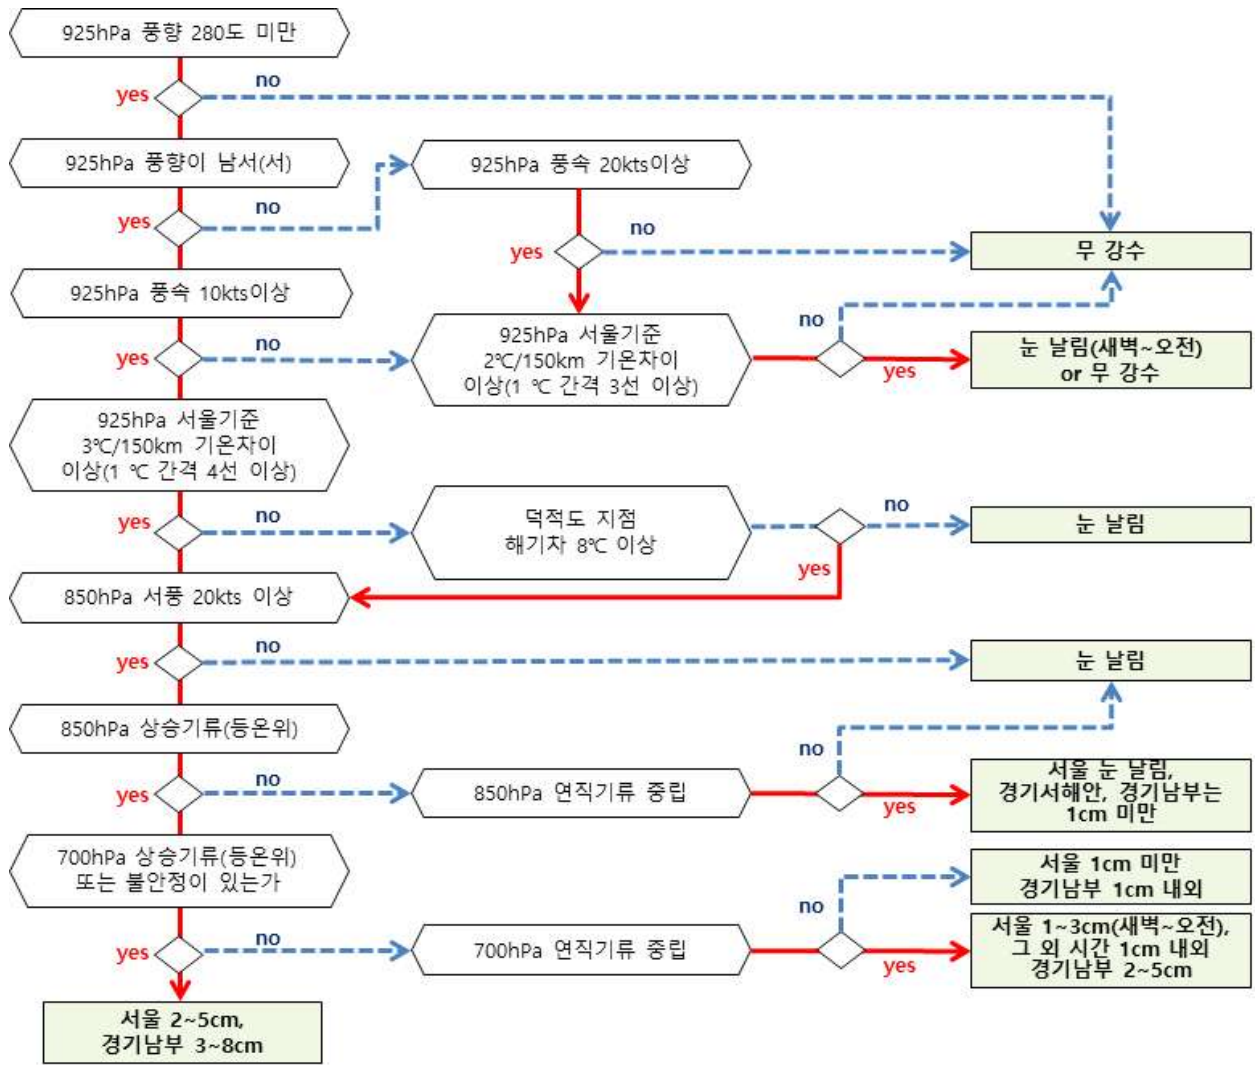 925hPa 풍향 280도 미만
yes
no
925hPa 풍향이 남서(서)
yes
no
925hPa 풍속 20kts이상
yes
no
무 강수
925hPa 풍속 10kts이상
yes
no
925hPa 서울기준
2℃/150km 기온차이
이상(1 ℃ 간격 3선 이상)
no
yes
눈 날림(새벽~오전)
or 무 강수
925hPa 서울기준
3℃/150km 기온차이
이상(1 ℃ 간격 4선 이상)
yes
no
덕적도 지점
해기차 8℃ 이상
no
yes
눈 날림
850hPa 서풍 20kts 이상
yes
no
눈 날림
850hPa 상승기류(등온위)
yes
no
850hPa 연직기류 중립
no
yes
서울 눈 날림,
경기서해안, 경기남부는
1cm 미만
700hPa 상승기류(등온위)
또는 불안정이 있는가
yes
no
700hPa 연직기류 중립
no
yes
서울 1cm 미만
경기남부 1cm 내외
서울 1~3cm(새벽~오전),
그 외 시간 1cm 내외
경기남부 2~5cm
서울 2~5cm,
경기남부 3~8cm